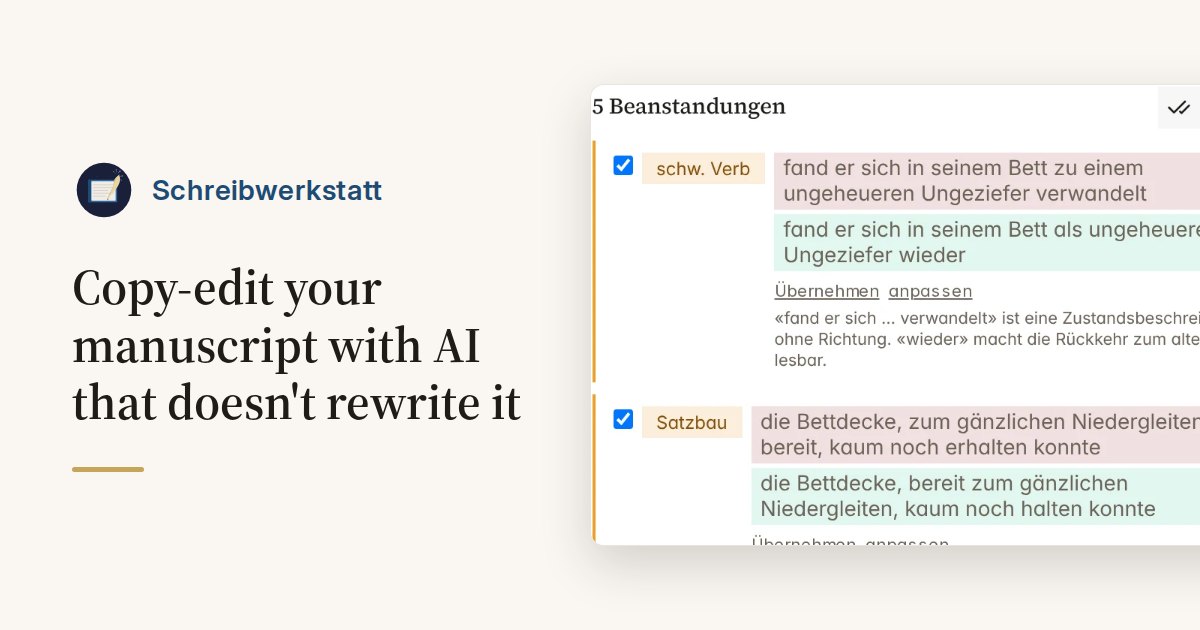 Schreibwerkstatt
Copy-edit your
manuscript with AI
that doesn't rewrite it
5 Beanstandungen
schw. Verb
fand er sich in seinem Bett zu einem
ungeheueren Ungeziefer verwandelt
fand er sich in seinem Bett als ungeheuere
Ungeziefer wieder
Übernehmen anpassen
«fand er sich ... verwandelt» ist eine Zustandsbeschrei
ohne Richtung. «wieder» macht die Rückkehr zum alte
lesbar.
Satzbau
die Bettdecke, zum gänzlichen Niedergleiten
bereit, kaum noch erhalten konnte
die Bettdecke, bereit zum gänzlichen
Niedergleiten, kaum noch halten konnte
Übernehmen anpassen